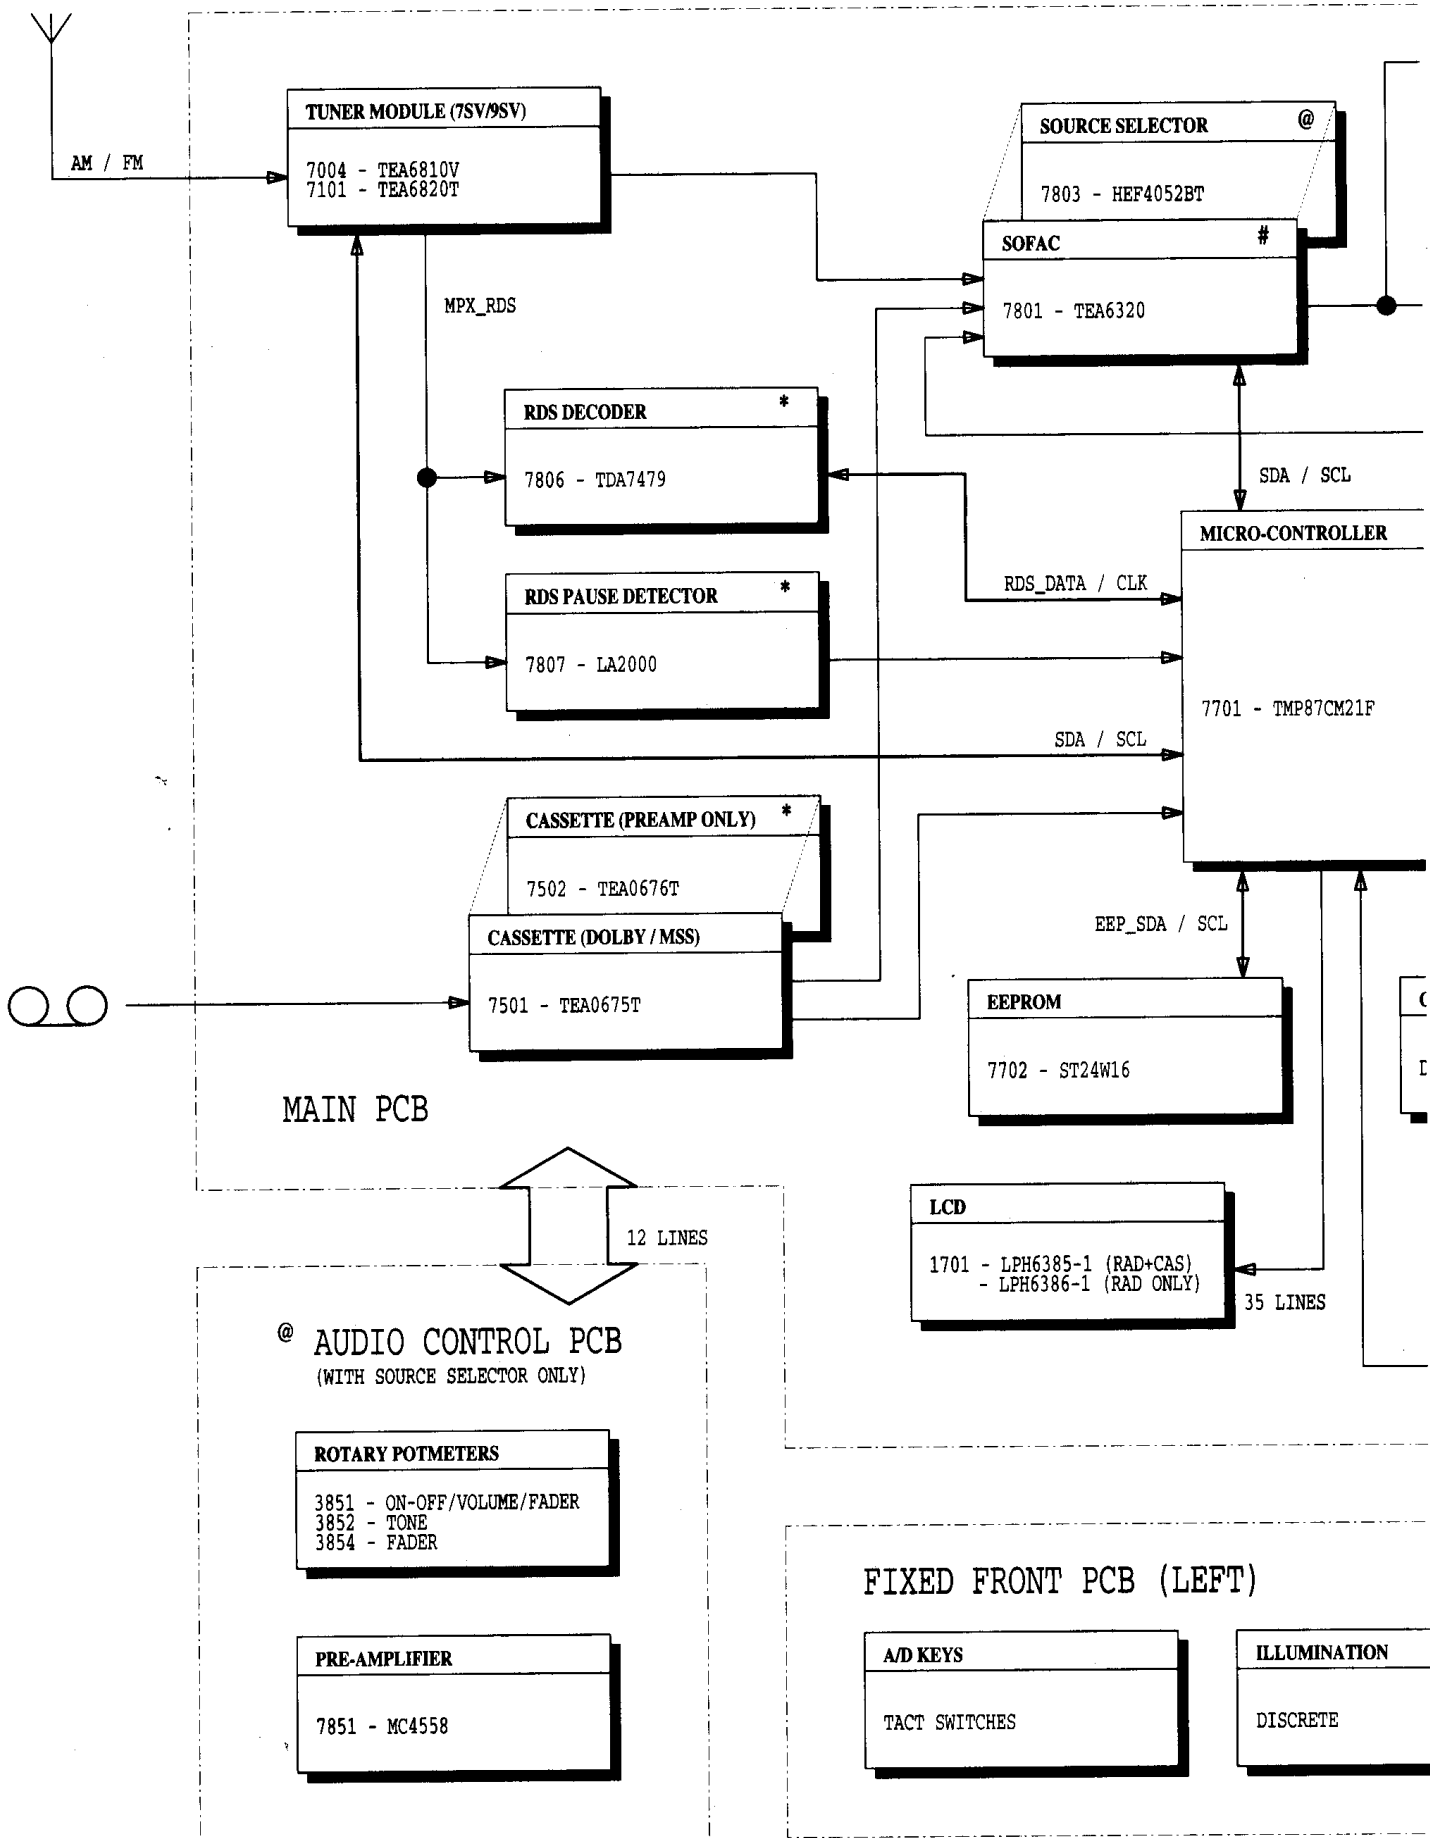 TUNER MODULE (7SV/9SV)
7004 - TEA6810V
7101 - TEA6820T
AM / FM
SOURCE SELECTOR @
7803 - HEF4052BT
SOFAC #
7801 - TEA6320
MPX_RDS
RDS DECODER *
7806 - TDA7479
SDA / SCL
MICRO-CONTROLLER
7701 - TMP87CM21F
RDS_DATA / CLK
RDS PAUSE DETECTOR *
7807 - LA2000
SDA / SCL
CASSETTE (PREAMP ONLY) *
7502 - TEA0676T
CASSETTE (DOLBY / MSS)
7501 - TEA0675T
EEP_SDA / SCL
EEPROM
7702 - ST24W16
MAIN PCB
12 LINES
LCD
1701 - LPH6385-1 (RAD+CAS)
- LPH6386-1 (RAD ONLY)
35 LINES
@ AUDIO CONTROL PCB
(WITH SOURCE SELECTOR ONLY)
ROTARY POTMETERS
3851 - ON-OFF/VOLUME/FADER
3852 - TONE
3854 - FADER
PRE-AMPLIFIER
7851 - MC4558
FIXED FRONT PCB (LEFT)
A/D KEYS
TACT SWITCHES
ILLUMINATION
DISCRETE